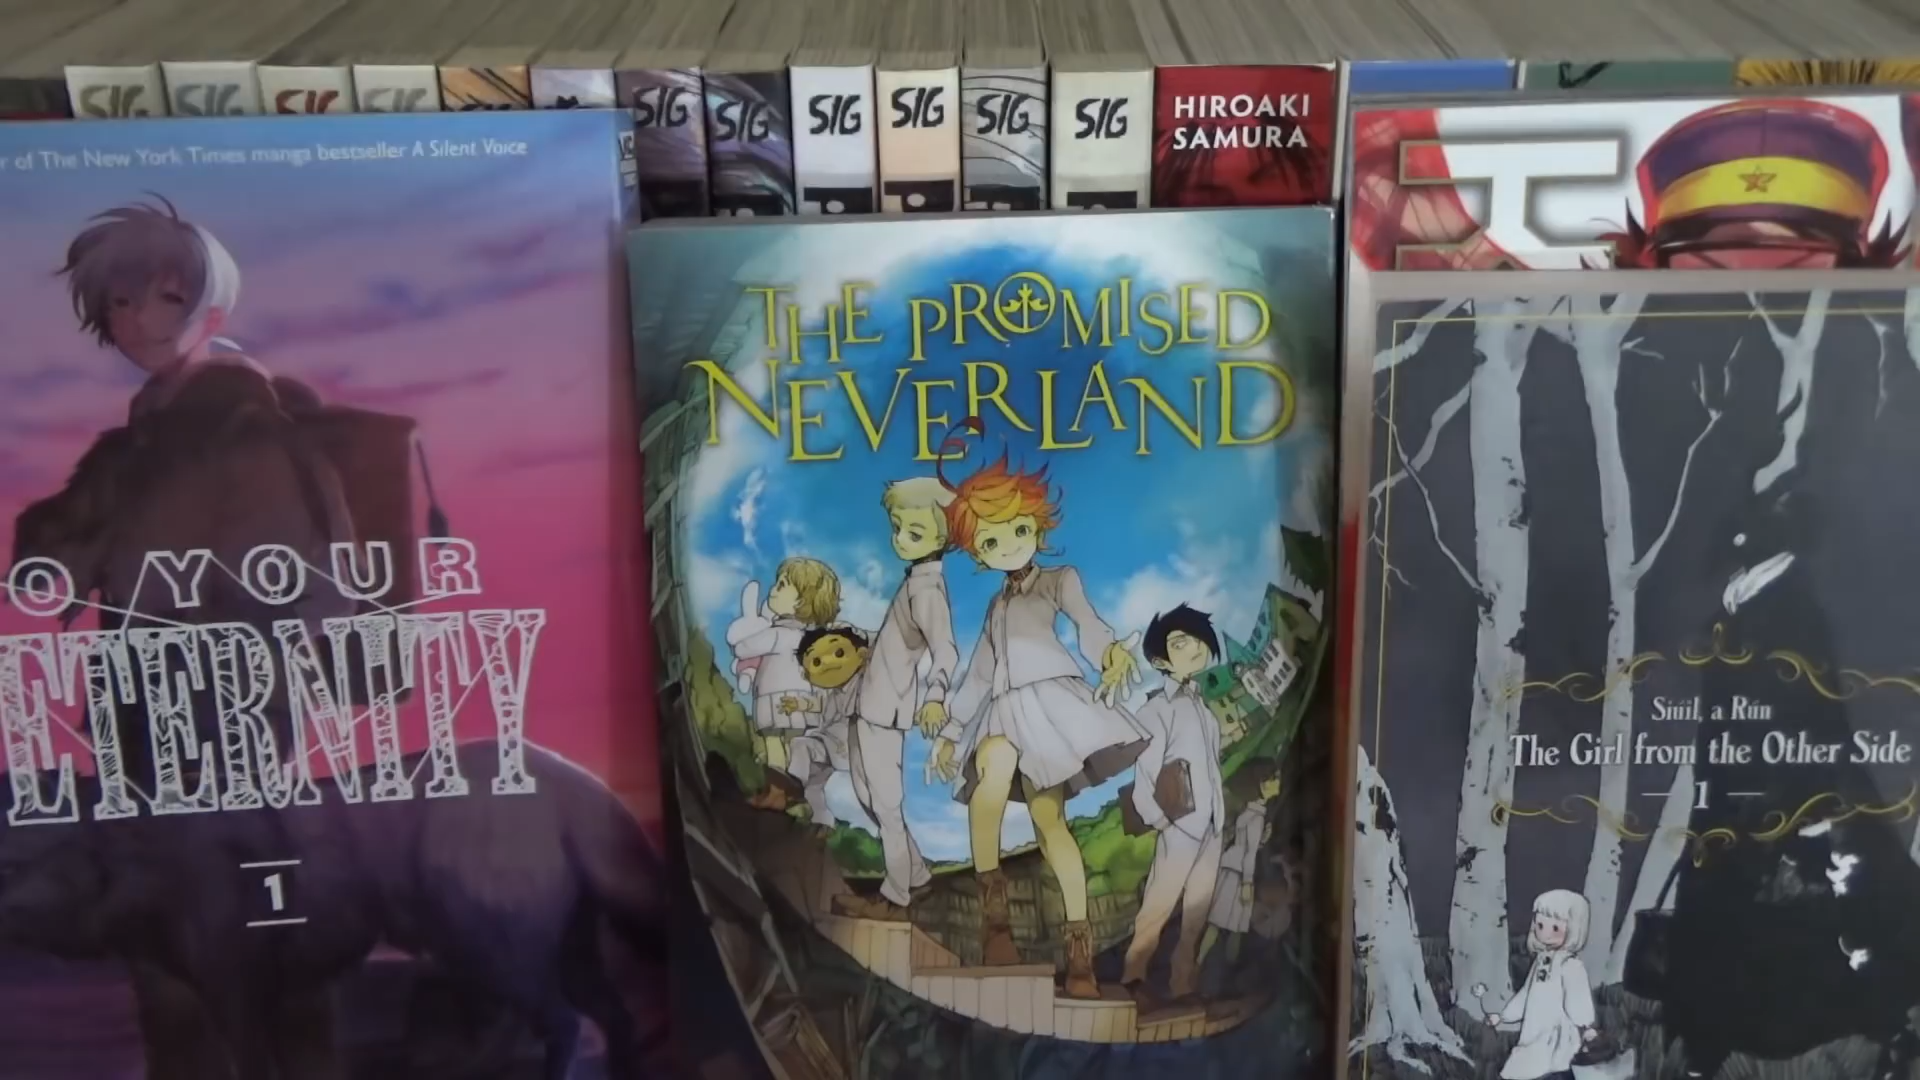 SIG
SIG
SIG
SIG
SIG
SIG
SIG
SIG
SIG
SIG
HIROAKI
SAMURA
r of The New York Times manga bestseller A Silent Voice
O YOUR
ETERNITY
1
THE PROMISED
NEVERLAND
Siúil, a Rún
The Girl from the Other Side
1